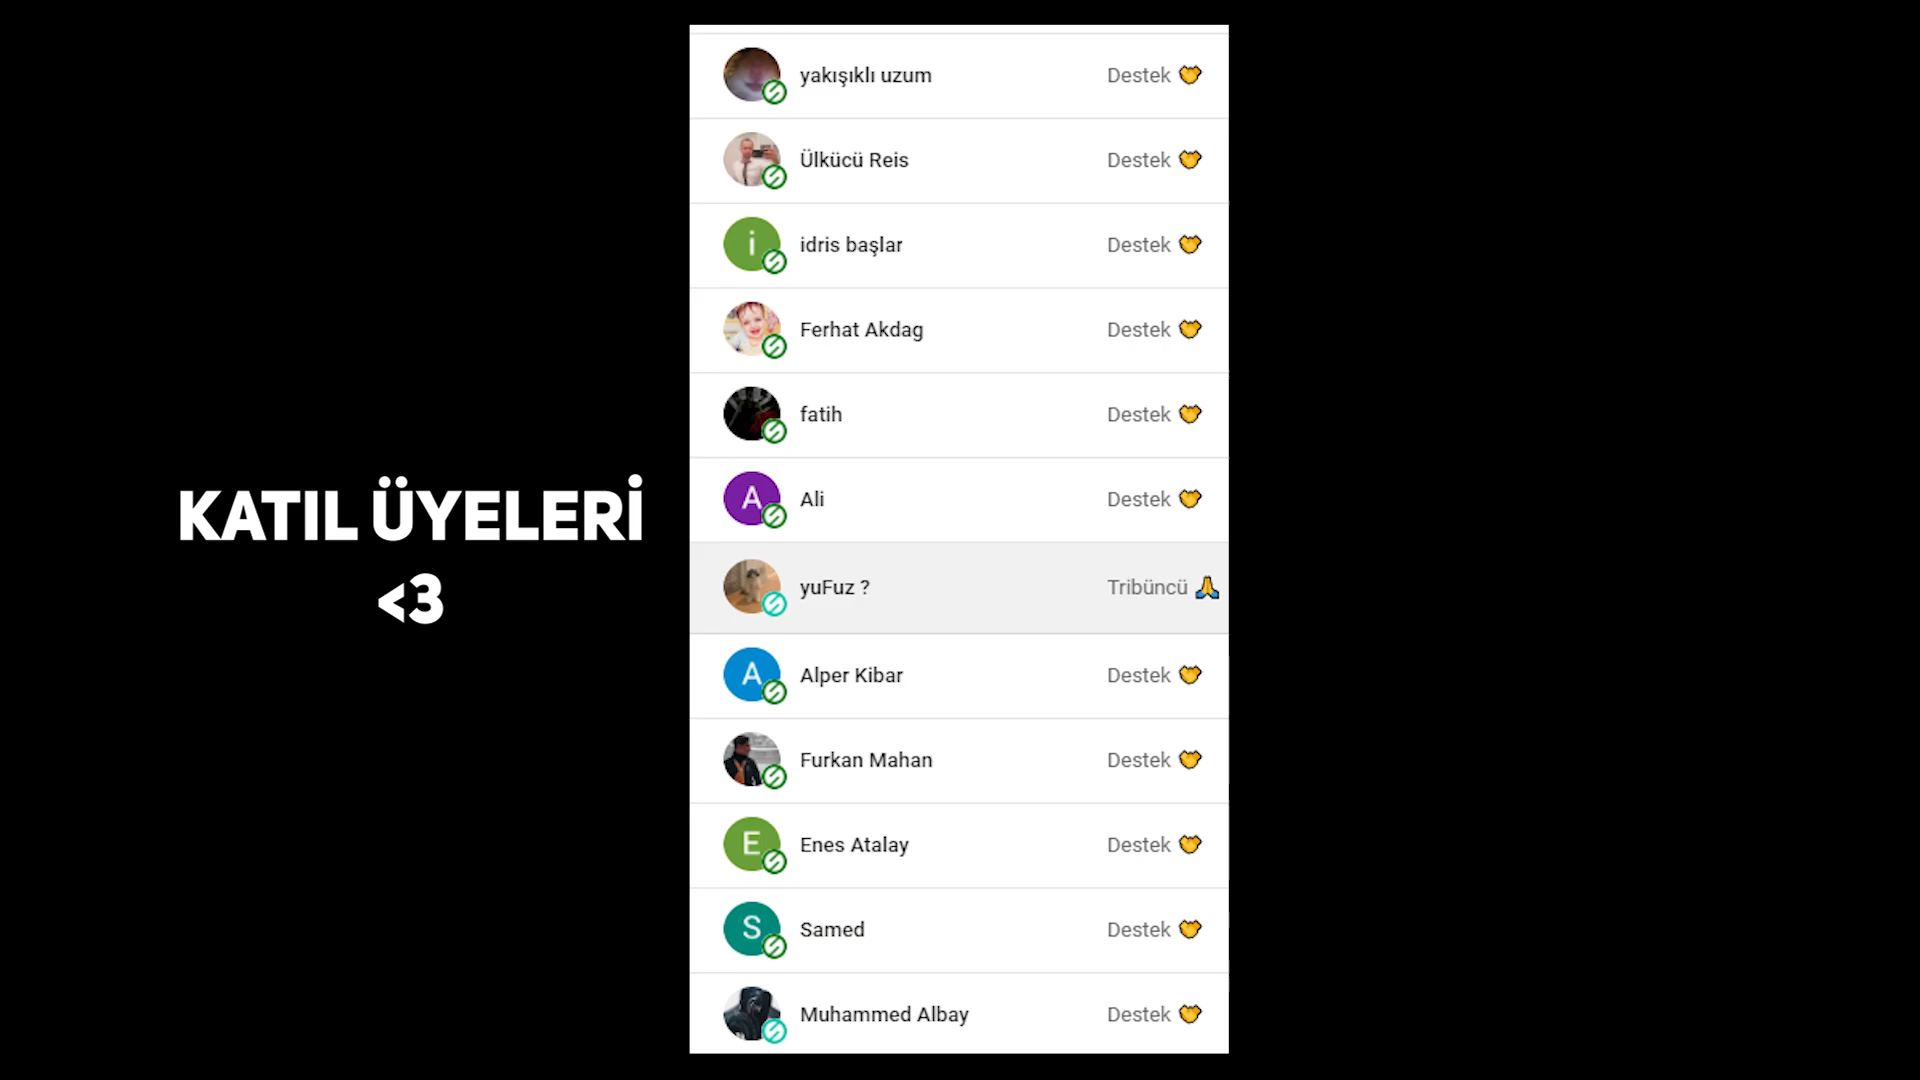 KATIL ÜYELERİ
<3
yakışıklı uzum Destek
Ülkücü Reis Destek
i idris başlar Destek
Ferhat Akdag Destek
fatih Destek
A Ali Destek
yuFuz ? Tribüncü
A Alper Kibar Destek
Furkan Mahan Destek
E Enes Atalay Destek
S Samed Destek
Muhammed Albay Destek